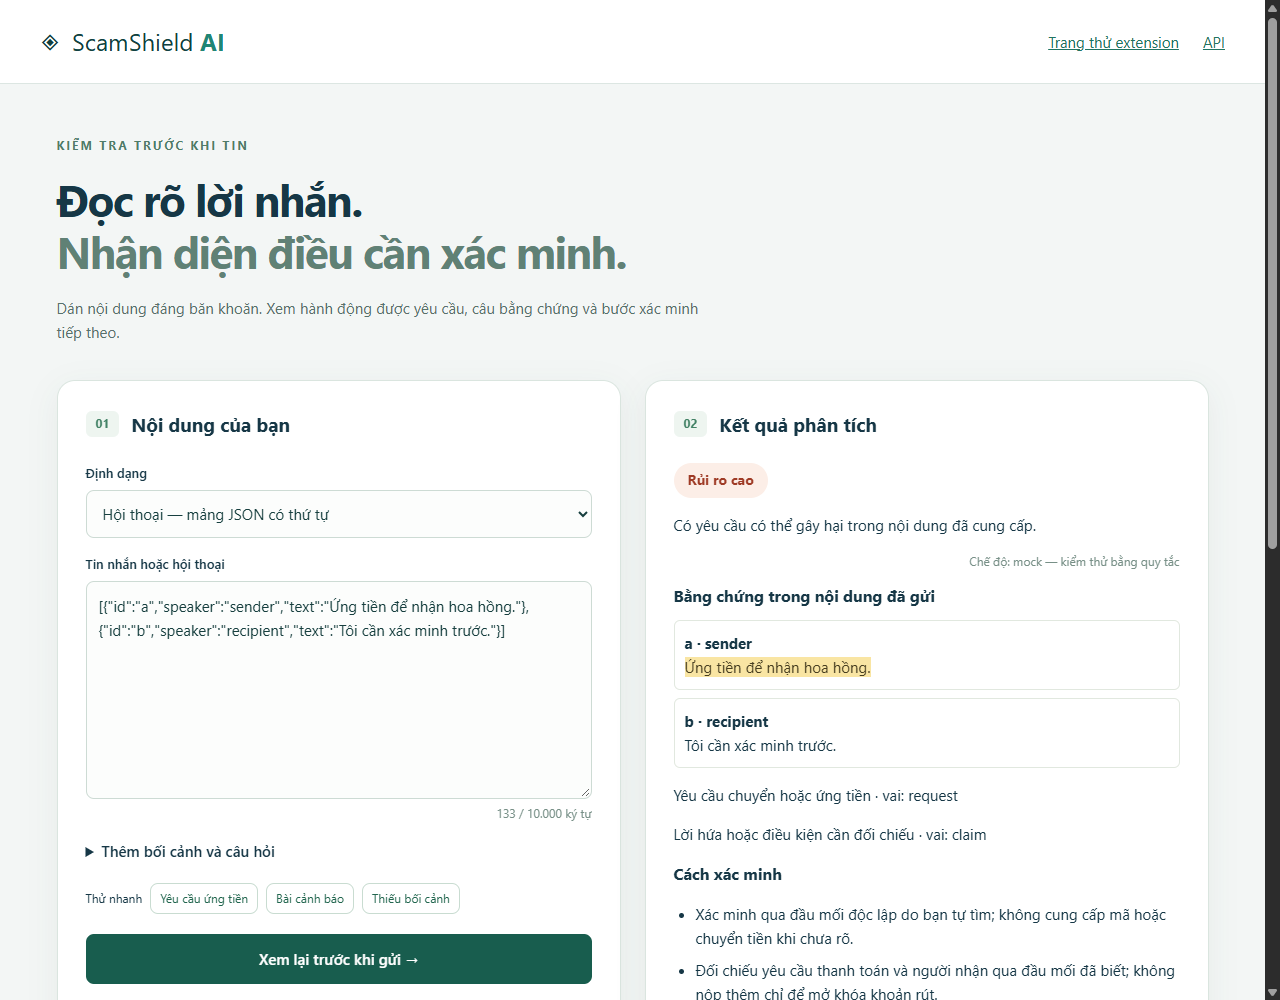 ScamShield AI
Trang thử extension
API
KIỂM TRA TRƯỚC KHI TIN
Đọc rõ lời nhắn.
Nhận diện điều cần xác minh.
Dán nội dung đáng băn khoăn. Xem hành động được yêu cầu, câu bằng chứng và bước xác minh
tiếp theo.
01 Nội dung của bạn
Định dạng
Hội thoại — mảng JSON có thứ tự
Tin nhắn hoặc hội thoại
[{"id":"a","speaker":"sender","text":"Ứng tiền để nhận hoa hồng."},
{"id":"b","speaker":"recipient","text":"Tôi cần xác minh trước."}]
133 / 10.000 ký tự
Thêm bối cảnh và câu hỏi
Thử nhanh
Yêu cầu ứng tiền
Bài cảnh báo
Thiếu bối cảnh
Xem lại trước khi gửi →
02 Kết quả phân tích
Rủi ro cao
Có yêu cầu có thể gây hại trong nội dung đã cung cấp.
Chế độ: mock — kiểm thử bằng quy tắc
Bằng chứng trong nội dung đã gửi
a · sender
Ứng tiền để nhận hoa hồng.
b · recipient
Tôi cần xác minh trước.
Yêu cầu chuyển hoặc ứng tiền · vai: request
Lời hứa hoặc điều kiện cần đối chiếu · vai: claim
Cách xác minh
• Xác minh qua đầu mối độc lập do bạn tự tìm; không cung cấp mã hoặc
chuyển tiền khi chưa rõ.
• Đối chiếu yêu cầu thanh toán và người nhận qua đầu mối đã biết; không
nộp thêm chỉ để mở khóa khoản rút.